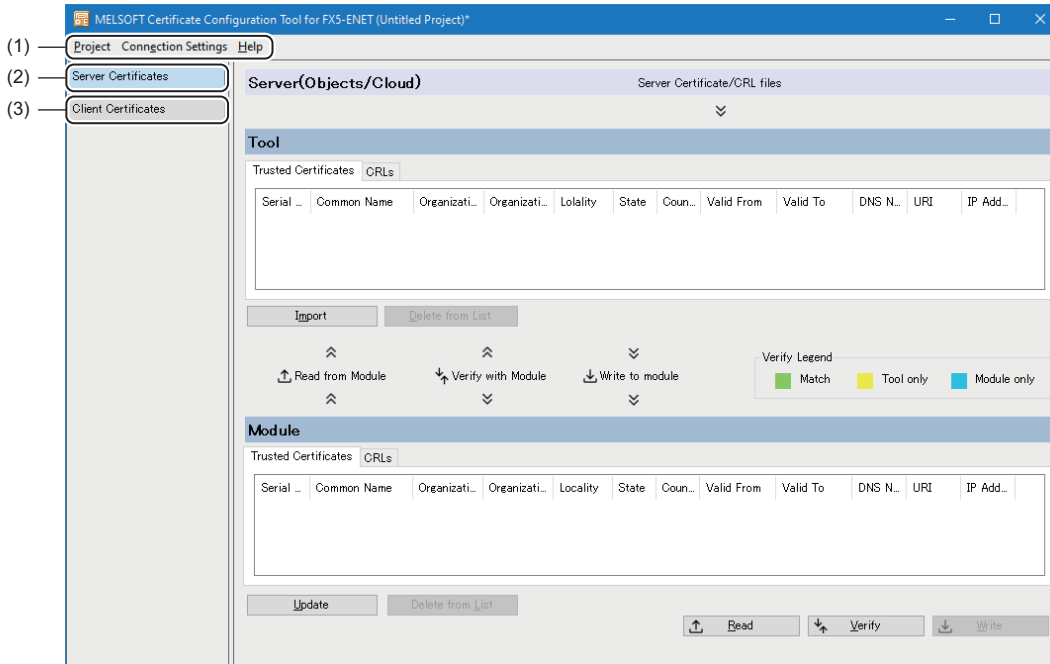 MELSOFT Certificate Configuration Tool for FX5-ENET (Untitled Project)*
(1) Project Connection Settings Help
(2) Server Certificates
(3) Client Certificates
Server(Objects/Cloud) Server Certificate/CRL files
Tool
Trusted Certificates CRLs
Serial ... Common Name Organizati... Organizati... Lolality State Coun... Valid From Valid To DNS N... URI IP Add...
Import Delete from List
Read from Module Verify with Module Write to module
Verify Legend
Match Tool only Module only
Module
Trusted Certificates CRLs
Serial ... Common Name Organizati... Organizati... Locality State Coun... Valid From Valid To DNS N... URI IP Add...
Update Delete from List
Read Verify Write